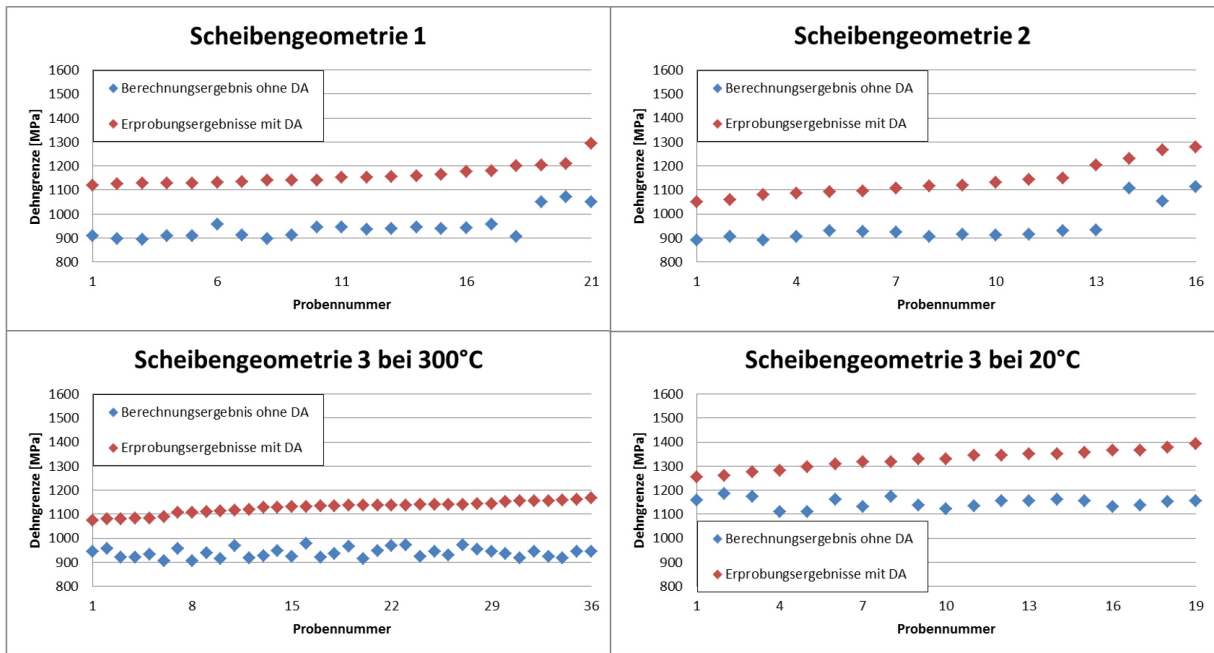 Scheibengeometrie 1
1600
1500
1400
1300
1200
1100
1000
900
800
Dehngrenze [MPa]
Berechnungsergebnis ohne DA
Erprobungsergebnisse mit DA
1 6 11 16 21
Probennummer
Scheibengeometrie 2
1600
1500
1400
1300
1200
1100
1000
900
800
Dehngrenze [MPa]
Berechnungsergebnis ohne DA
Erprobungsergebnisse mit DA
1 4 7 10 13 16
Probennummer
Scheibengeometrie 3 bei 300°C
1600
1500
1400
1300
1200
1100
1000
900
800
Dehngrenze [MPa]
Berechnungsergebnis ohne DA
Erprobungsergebnisse mit DA
1 8 15 22 29 36
Probennummer
Scheibengeometrie 3 bei 20°C
1600
1500
1400
1300
1200
1100
1000
900
800
Dehngrenze [MPa]
Berechnungsergebnis ohne DA
Erprobungsergebnisse mit DA
1 4 7 10 13 16 19
Probennummer